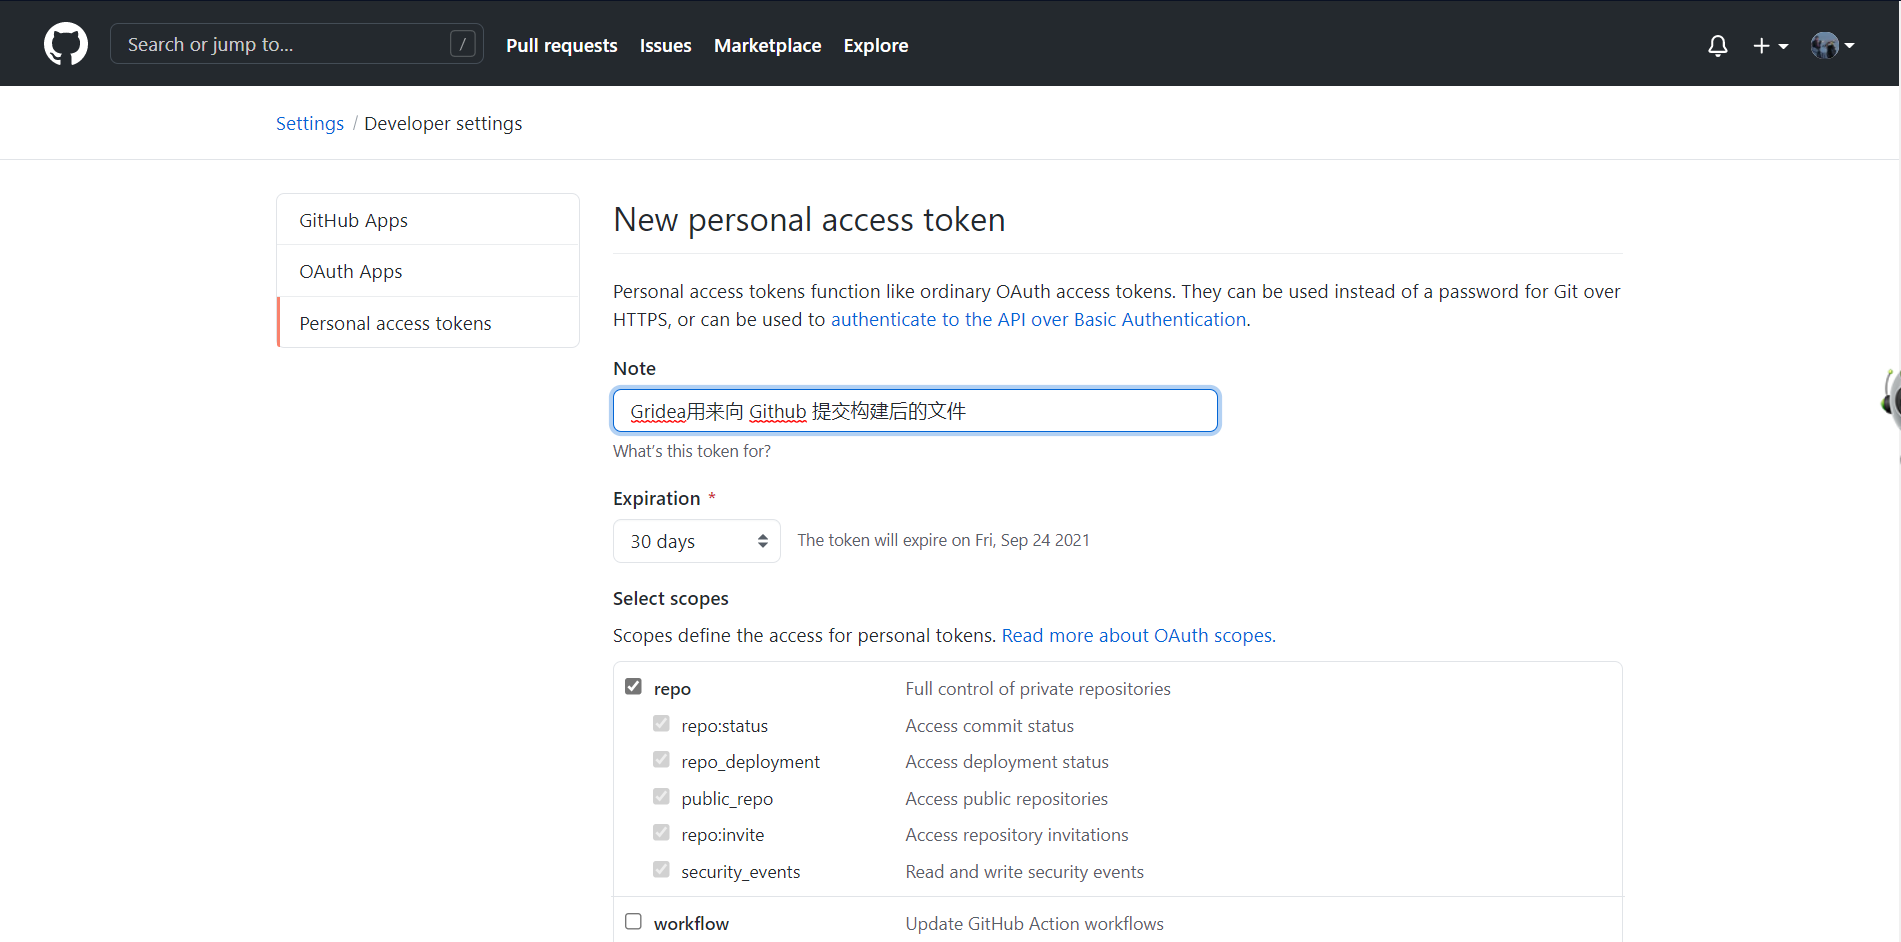 Search or jump to... /
Pull requests Issues Marketplace Explore
Settings / Developer settings
GitHub Apps
OAuth Apps
Personal access tokens
New personal access token
Personal access tokens function like ordinary OAuth access tokens. They can be used instead of a password for Git over
HTTPS, or can be used to authenticate to the API over Basic Authentication.
Note
Gridea用来向 Github 提交构建后的文件
What's this token for?
Expiration *
30 days The token will expire on Fri, Sep 24 2021
Select scopes
Scopes define the access for personal tokens. Read more about OAuth scopes.
repo Full control of private repositories
repo:status Access commit status
repo_deployment Access deployment status
public_repo Access public repositories
repo:invite Access repository invitations
security_events Read and write security events
workflow Update GitHub Action workflows